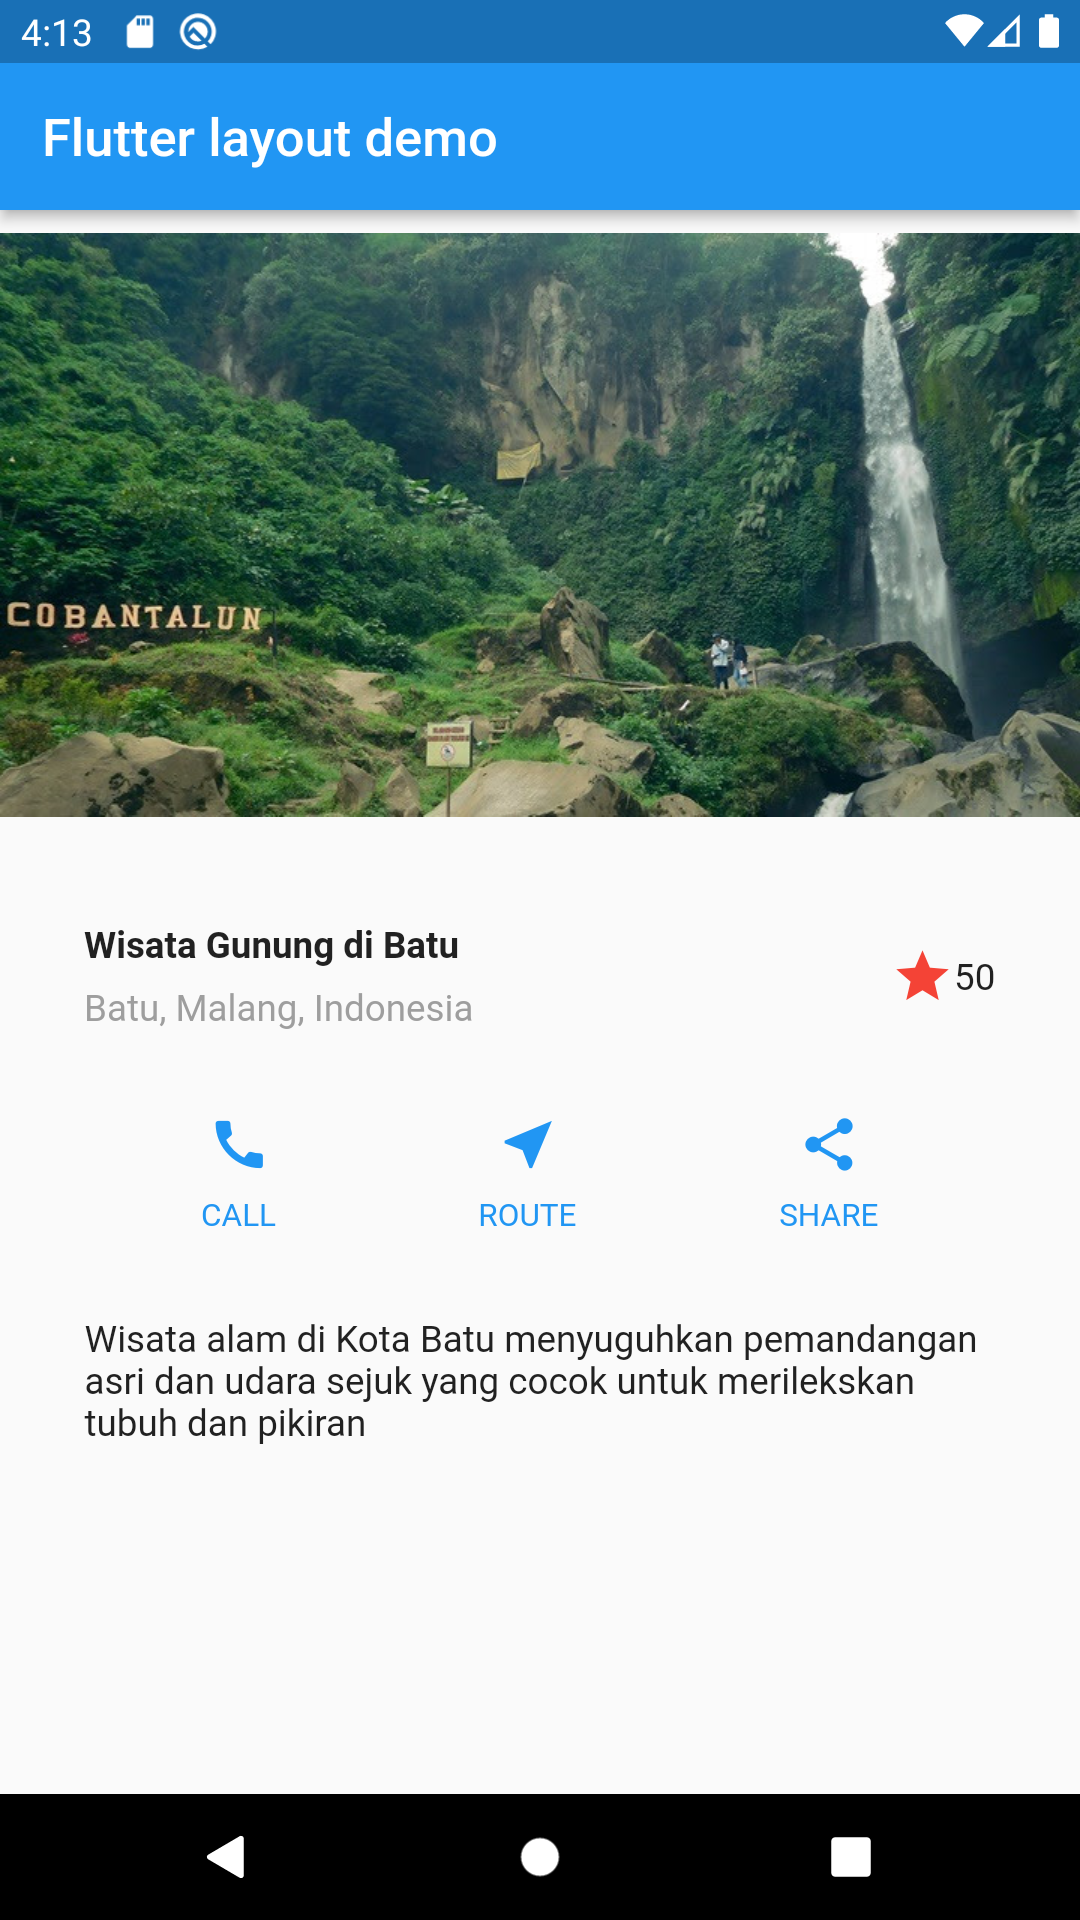 4:13
Flutter layout demo
COBANTALUN
Wisata Gunung di Batu
Batu, Malang, Indonesia
50
CALL
ROUTE
SHARE
Wisata alam di Kota Batu menyuguhkan pemandangan
asri dan udara sejuk yang cocok untuk merilekskan
tubuh dan pikiran